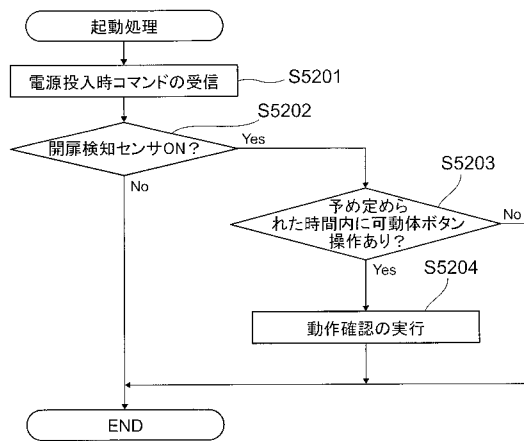 起動処理
電源投入時コマンドの受信
S5201
S5202
開扉検知センサON？
Yes
No
S5203
予め定めら
れた時間内に可動体ボタン
操作あり？
No
Yes
S5204
動作確認の実行
END